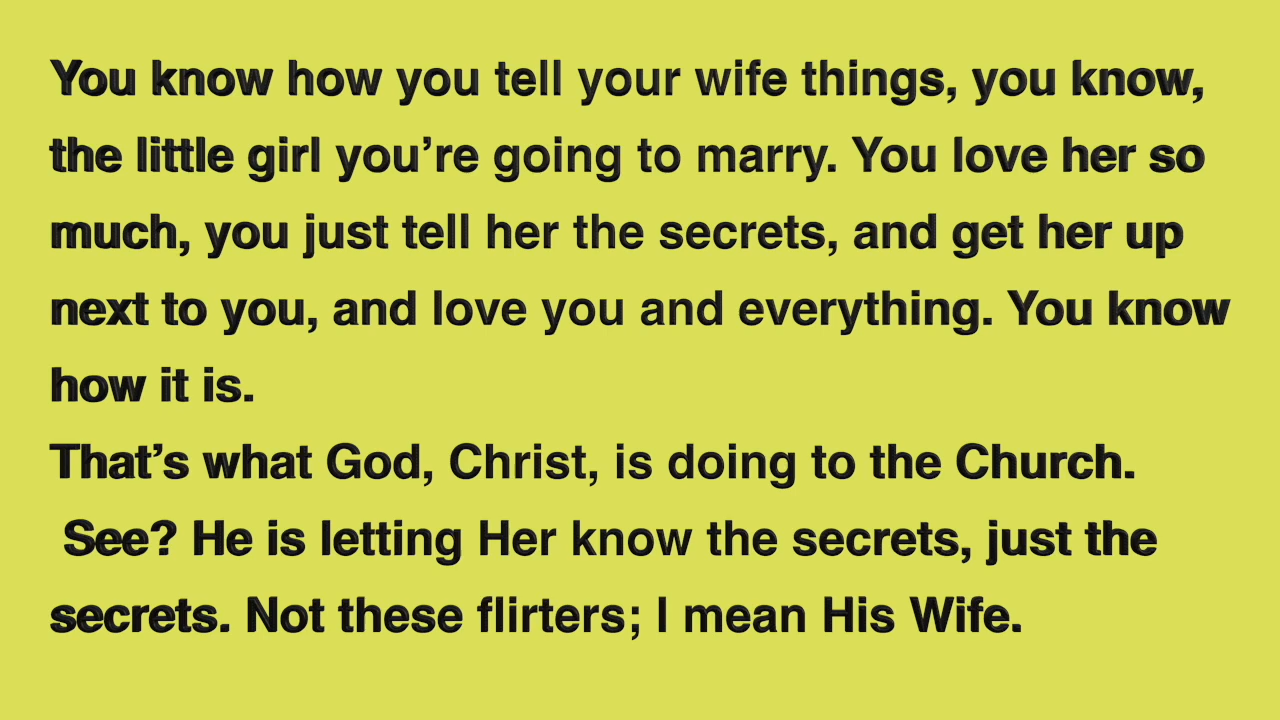 You know how you tell your wife things, you know,
the little girl you’re going to marry. You love her so
much, you just tell her the secrets, and get her up
next to you, and love you and everything. You know
how it is.
That’s what God, Christ, is doing to the Church.
See? He is letting Her know the secrets, just the
secrets. Not these flirters; I mean His Wife.